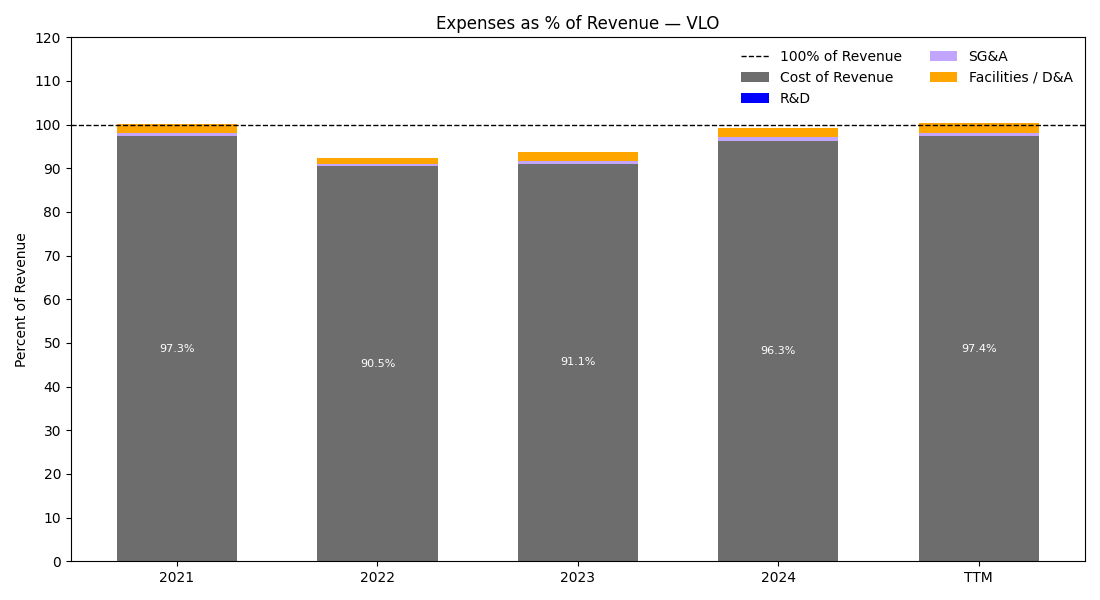 Expenses as % of Revenue — VLO
120
110
100
90
80
70
60
50
40
30
20
10
0
Percent of Revenue
100% of Revenue
Cost of Revenue
R&D
SG&A
Facilities / D&A
97.3%
90.5%
91.1%
96.3%
97.4%
2021
2022
2023
2024
TTM